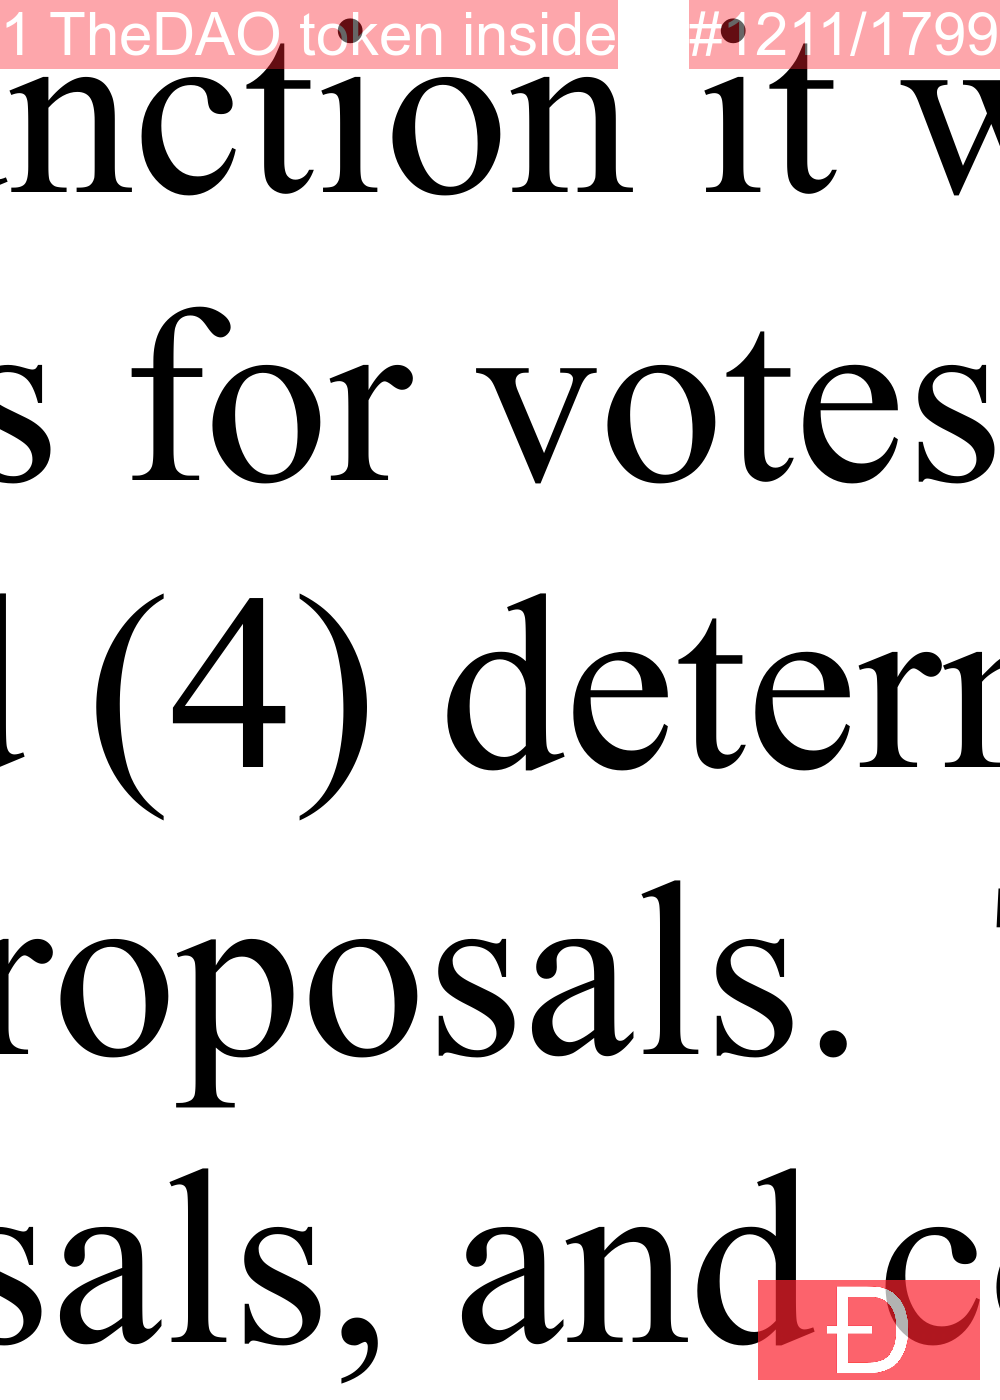 1 TheDAO token inside #1211/1799
nction it w
s for votes
(4) deterr
roposals.
sals, and c
Ð